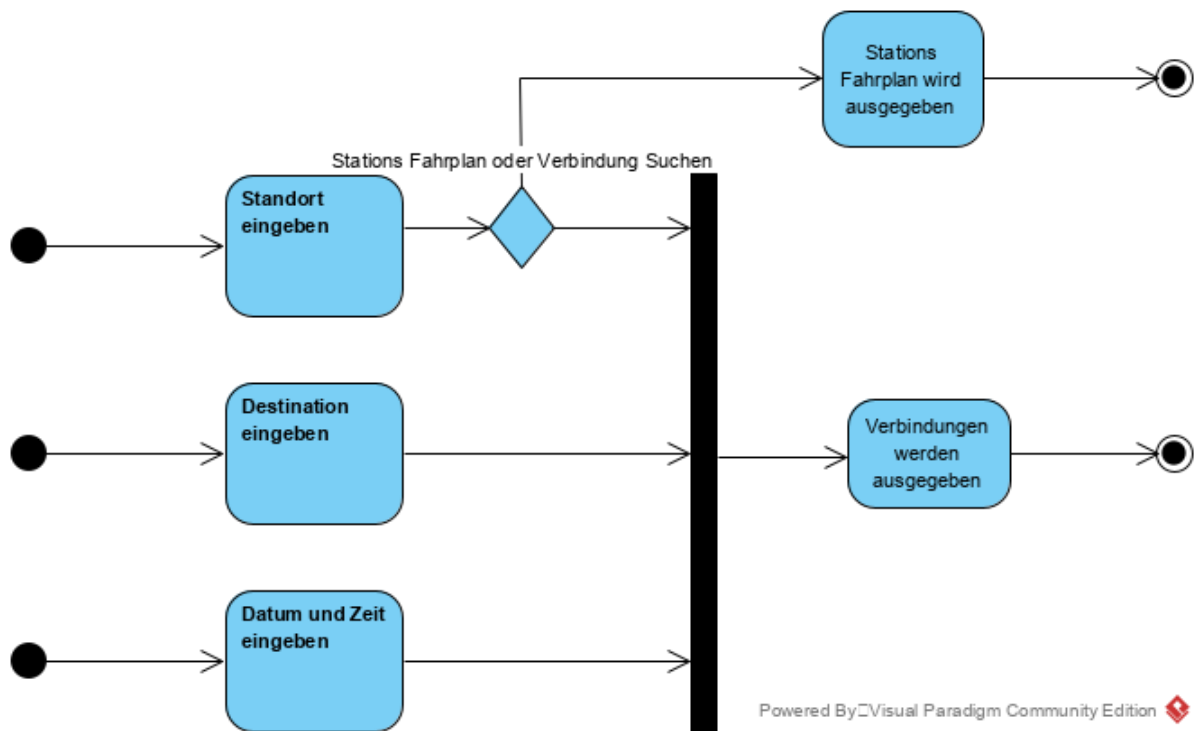 Stations
Fahrplan wird
ausgegeben
Stations Fahrplan oder Verbindung Suchen
Standort
eingeben
Destination
eingeben
Verbindungen
werden
ausgegeben
Datum und Zeit
eingeben
Powered By□Visual Paradigm Community Edition